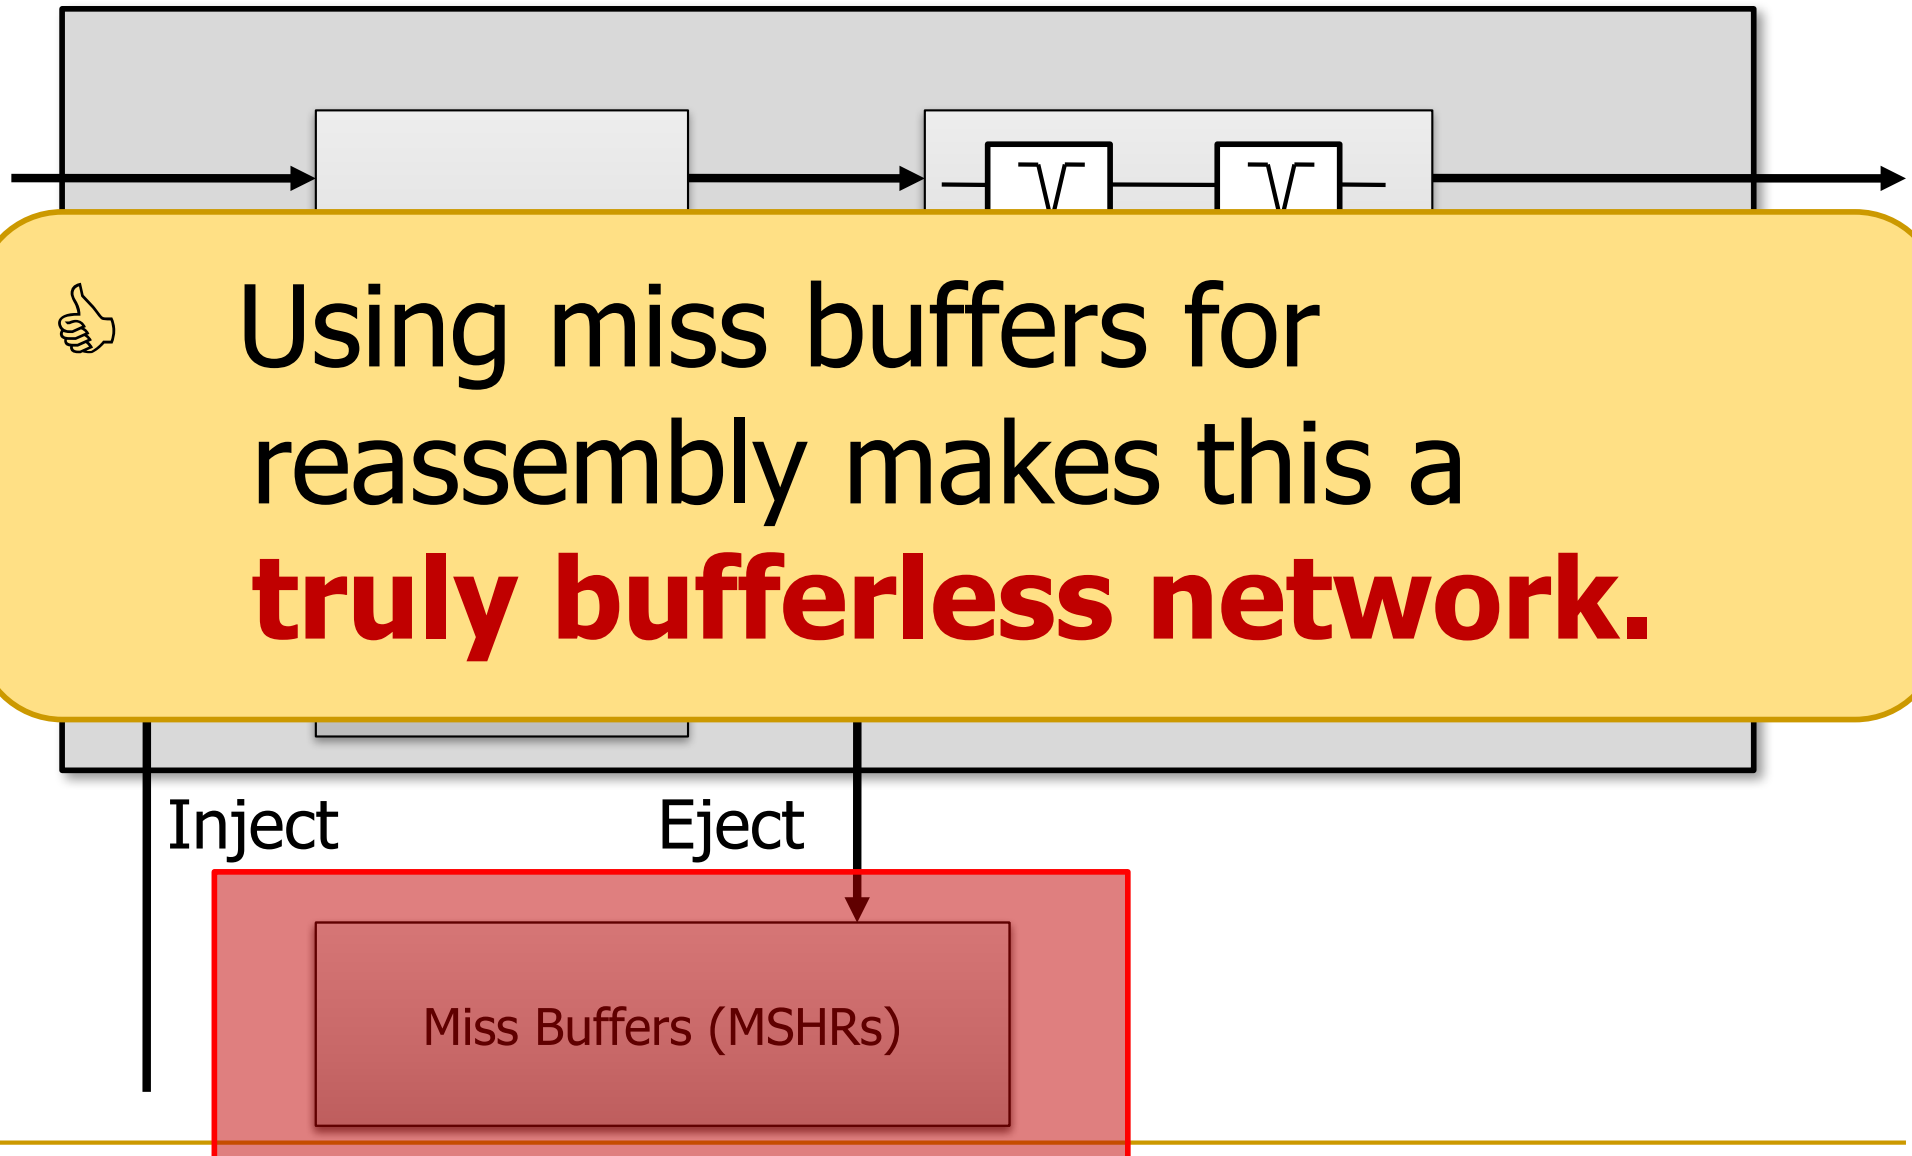 Using miss buffers for
reassembly makes this a
truly bufferless network.
Inject Eject
Miss Buffers (MSHRs)